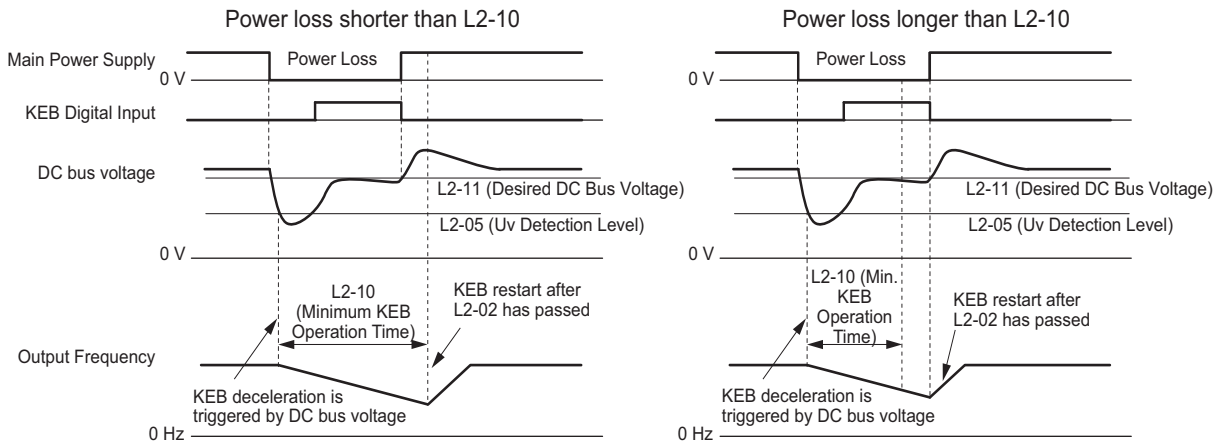 Power loss shorter than L2-10
Main Power Supply
Power Loss
0 V
KEB Digital Input
DC bus voltage
L2-11 (Desired DC Bus Voltage)
L2-05 (Uv Detection Level)
0 V
L2-10
(Minimum KEB
Operation Time)
KEB restart after
L2-02 has passed
Output Frequency
KEB deceleration is
triggered by DC bus voltage
0 Hz
Power loss longer than L2-10
Power Loss
0 V
L2-11 (Desired DC Bus Voltage)
L2-05 (Uv Detection Level)
0 V
L2-10 (Min.
KEB
Operation
Time)
KEB restart after
L2-02 has passed
KEB deceleration is
triggered by DC bus voltage
0 Hz